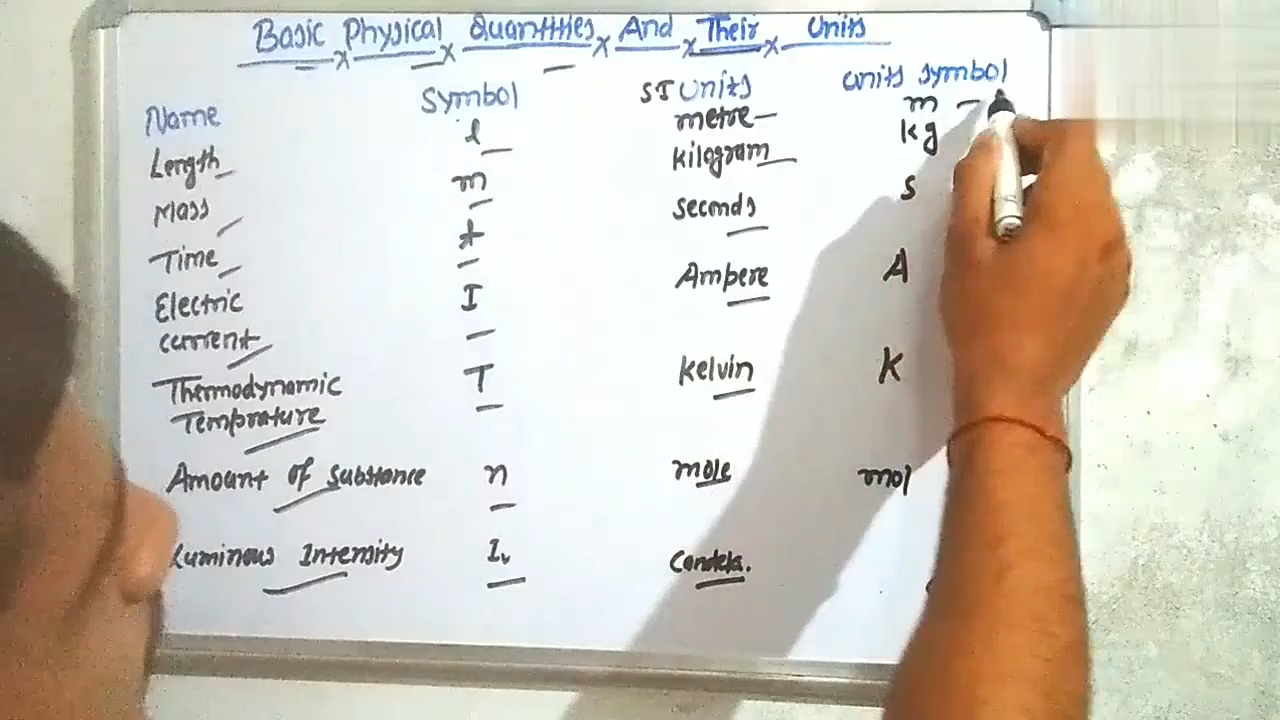 Basic Physical Quantities And Their Units
Name Symbol SI Units Units Symbol
Length l metre m
Mass m kilogram kg
Time t seconds s
Electric current I Ampere A
Thermodynamic Temprature T Kelvin K
Amount of Substance n mole mol
Luminous Intensity Iv Candela.